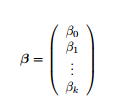 β = ( β₀
β₁
⋮
βₖ )